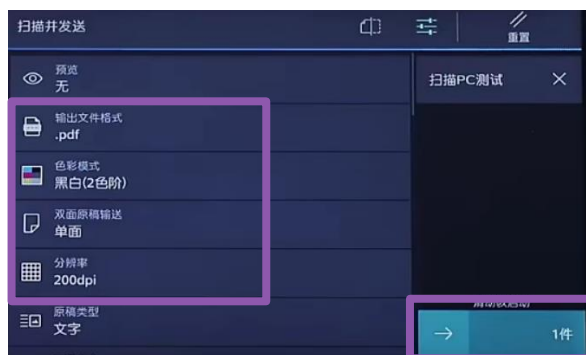 扫描并发送
重置
预览
无
扫描PC测试
输出文件格式
.pdf
色彩模式
黑白(2色阶)
双面原稿输送
单面
分辨率
200dpi
原稿类型
文字
1件